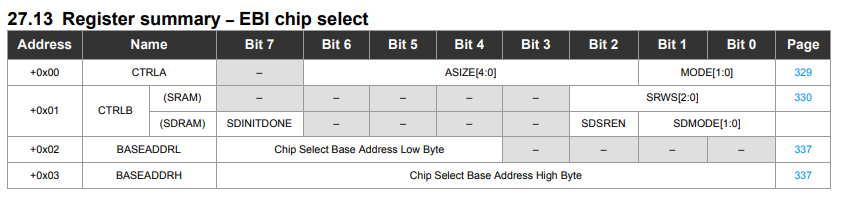 27.13 Register summary – EBI chip select
Address Name Bit 7 Bit 6 Bit 5 Bit 4 Bit 3 Bit 2 Bit 1 Bit 0 Page
+0x00 CTRLA – ASIZE[4:0] MODE[1:0] 329
+0x01 CTRLB (SRAM) – – – – – SRWS[2:0] 330
(SDRAM) SDINITDONE – – – – SDSREN SDMODE[1:0]
+0x02 BASEADDRL Chip Select Base Address Low Byte – – – – 337
+0x03 BASEADDRH Chip Select Base Address High Byte 337